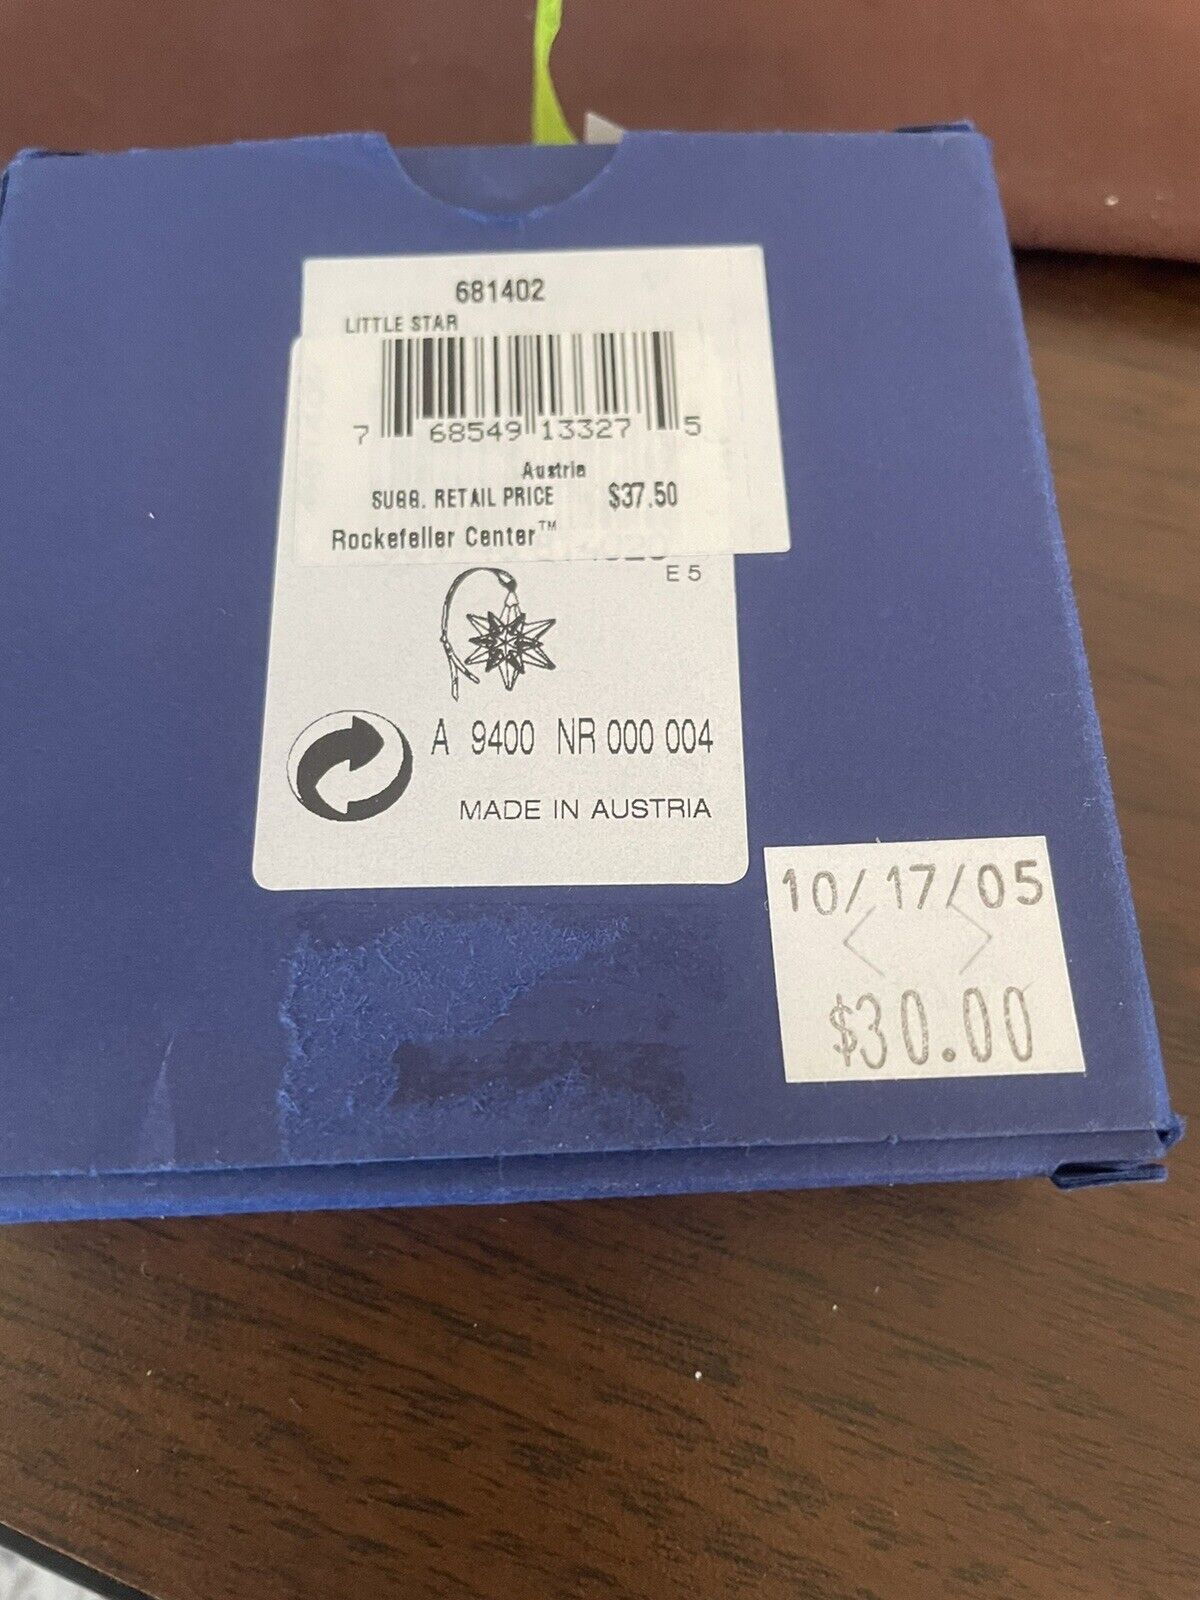 681402
LITTLE STAR
7 68549 13327 5
Austria
SUGG. RETAIL PRICE $37.50
Rockefeller Center™
E 5
A 9400 NR 000 004
MADE IN AUSTRIA
10/17/05
$30.00